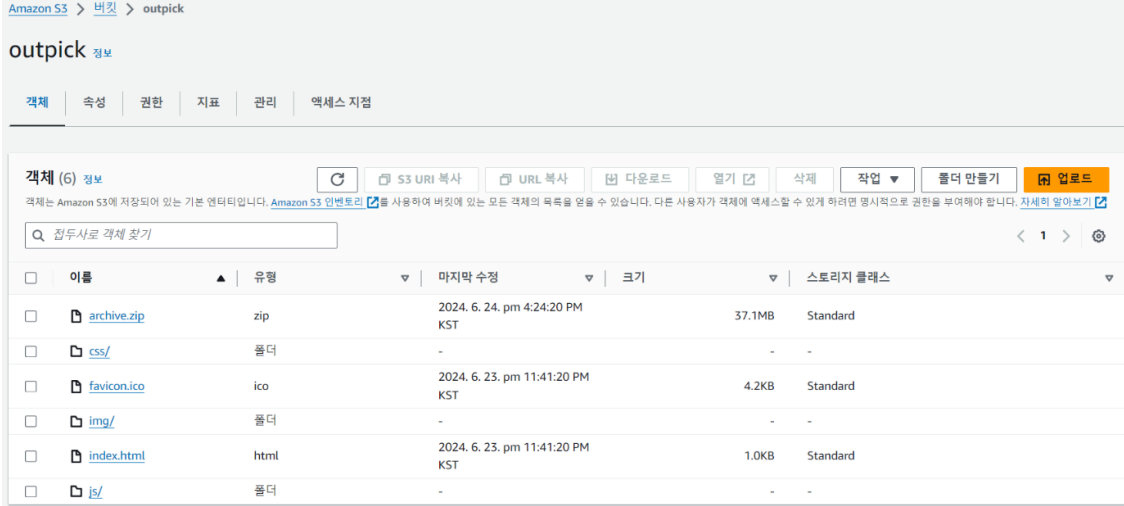 Amazon S3 > 버킷 > outpick
outpick 정보
객체 속성 권한 지표 관리 액세스 지점
객체 (6) 정보 S3 URI 복사 URL 복사 다운로드 열기 삭제 작업 ▼ 폴더 만들기 업로드
객체는 Amazon S3에 저장되어 있는 기본 엔터티입니다. Amazon S3 인벤토리를 사용하여 버킷에 있는 모든 객체의 목록을 얻을 수 있습니다. 다른 사용자가 객체에 액세스할 수 있게 하려면 명시적으로 권한을 부여해야 합니다. 자세히 알아보기
접두사로 객체 찾기 < 1 >
이름 ▲ 유형 마지막 수정 크기 스토리지 클래스
archive.zip zip 2024. 6. 24. pm 4:24:20 PM KST 37.1MB Standard
css/ 폴더 - - -
favicon.ico ico 2024. 6. 23. pm 11:41:20 PM KST 4.2KB Standard
img/ 폴더 - - -
index.html html 2024. 6. 23. pm 11:41:20 PM KST 1.0KB Standard
js/ 폴더 - - -